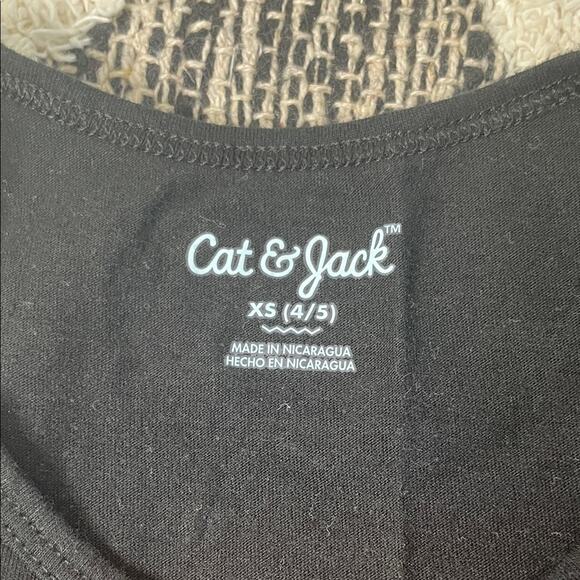 Cat & Jack™
XS (4/5)
MADE IN NICARAGUA
HECHO EN NICARAGUA